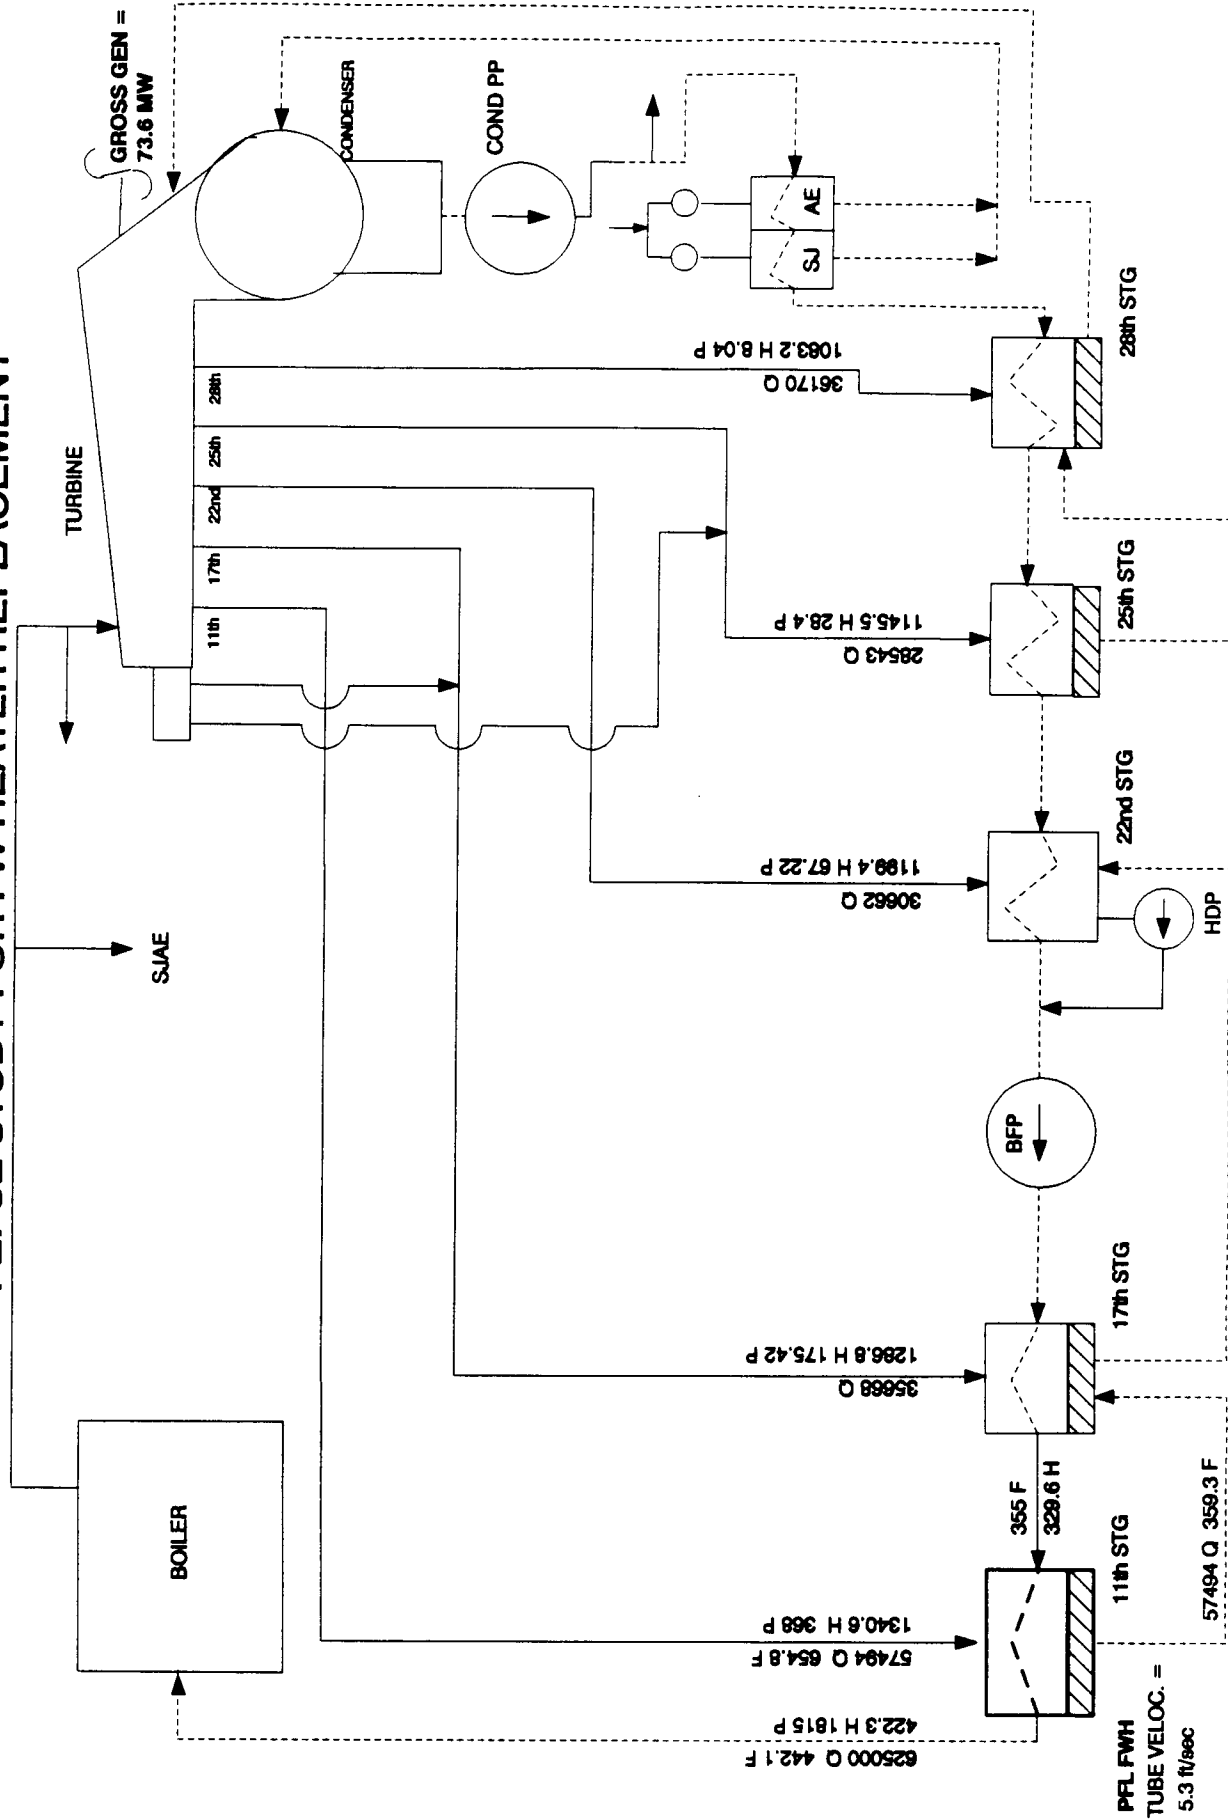 GROSS GEN =
73.6 MW
TURBINE
CONDENSER
COND PP
11th
17th
22nd
25th
28th
SJAE
BOILER
SJ
AE
1083.2 H 8.04 P
36170 Q
1145.5 H 28.4 P
28543 Q
1199.4 H 67.22 P
30662 Q
1286.8 H 175.42 P
35668 Q
1340.6 H 368 P
57494 Q 654.8 F
422.3 H 1815 P
625000 Q 442.1 F
28th STG
25th STG
22nd STG
HDP
BFP
17th STG
355 F
329.6 H
11th STG
57494 Q 359.3 F
PFL FWH
TUBE VELOC. =
5.3 ft/sec